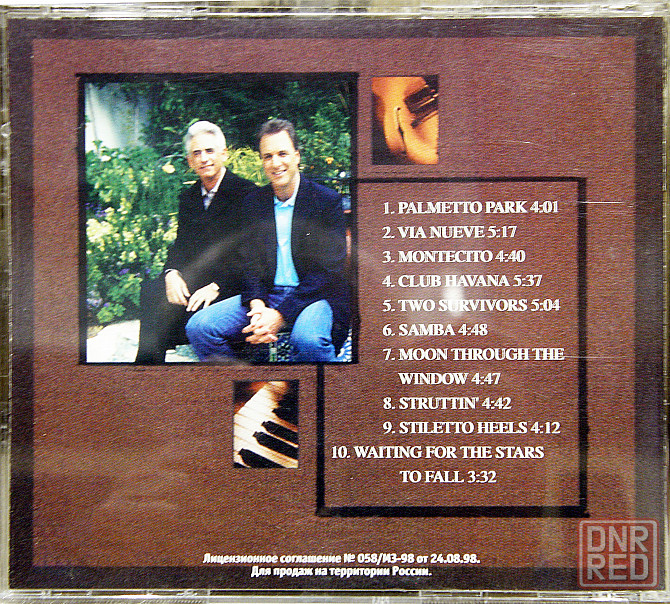 1. PALMETTO PARK 4:01
2. VIA NUEVE 5:17
3. MONTECITO 4:40
4. CLUB HAVANA 5:37
5. TWO SURVIVORS 5:04
6. SAMBA 4:48
7. MOON THROUGH THE
WINDOW 4:47
8. STRUTTIN' 4:42
9. STILETTO HEELS 4:12
10. WAITING FOR THE STARS
TO FALL 3:32
Лицензионное соглашение № 058/МЗ-98 от 24.08.98.
Для продаж на территории России.
DNR
RED